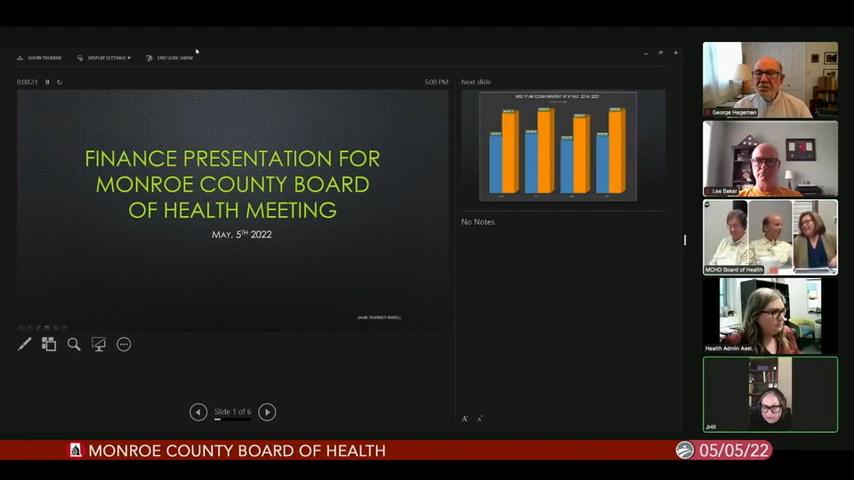 SHOW TASKBAR
DISPLAY SETTINGS ▾
END SLIDE SHOW
0:00:21
5:00 PM
Next slide
FINANCE PRESENTATION FOR
MONROE COUNTY BOARD
OF HEALTH MEETING
MAY, 5TH 2022
No Notes.
Slide 1 of 6
George Hegeman
Lee Baker
MCHD Board of Health
Health Admin Asst.
JHR
MONROE COUNTY BOARD OF HEALTH
05/05/22